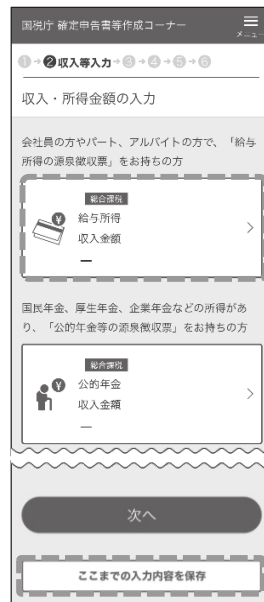 国税庁 確定申告書等作成コーナー
メニュー
1→2収入等入力→3→4→5→6
収入・所得金額の入力
会社員の方やパート、アルバイトの方で、「給与
所得の源泉徴収票」をお持ちの方
総合課税
給与所得
収入金額
ー
国民年金、厚生年金、企業年金などの所得があ
り、「公的年金等の源泉徴収票」をお持ちの方
総合課税
公的年金
収入金額
ー
次へ
ここまでの入力内容を保存